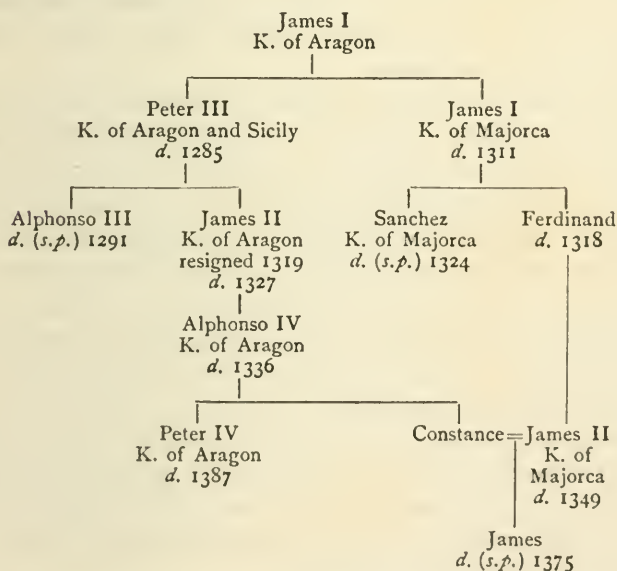 James I
K. of Aragon
Peter III
K. of Aragon and Sicily
d. 1285
James I
K. of Majorca
d. 1311
Alphonso III
d. (s.p.) 1291
James II
K. of Aragon
resigned 1319
d. 1327
Sanchez
K. of Majorca
d. (s.p.) 1324
Ferdinand
d. 1318
Alphonso IV
K. of Aragon
d. 1336
Peter IV
K. of Aragon
d. 1387
Constance=James II
K. of
Majorca
d. 1349
James
d. (s.p.) 1375